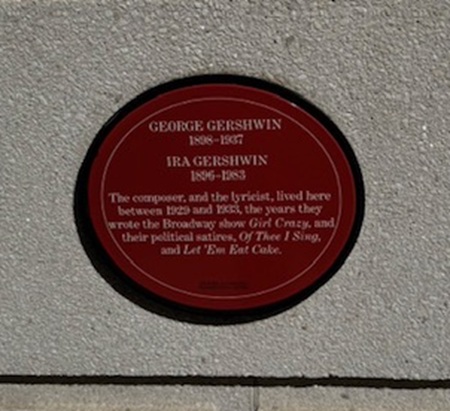 GEORGE GERSHWIN
1898–1937
IRA GERSHWIN
1896–1983
The composer, and the lyricist, lived here
between 1929 and 1933, the years they
wrote the Broadway show Girl Crazy, and
their political satires, Of Thee I Sing,
and Let 'Em Eat Cake.